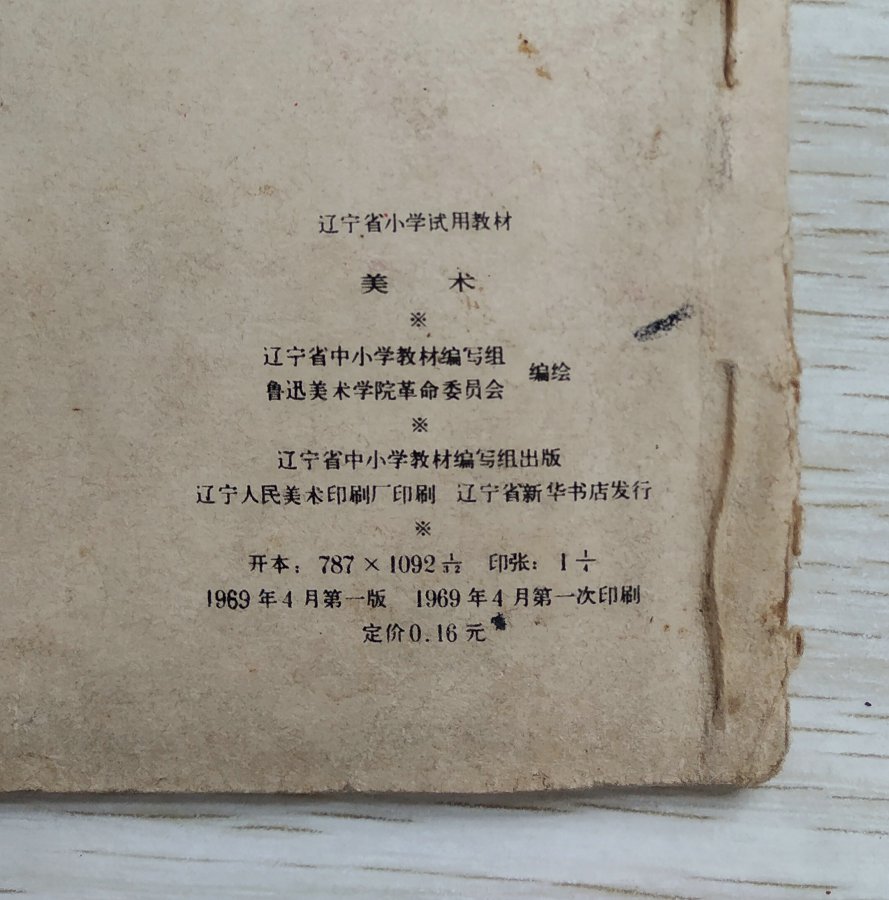 辽宁省小学试用教材
美 术
※
辽宁省中小学教材编写组
鲁迅美术学院革命委员会 编绘
※
辽宁省中小学教材编写组出版
辽宁人民美术印刷厂印刷 辽宁省新华书店发行
※
开本：787×1092 1/32 印张：1 1/4
1969年4月第一版 1969年4月第一次印刷
定价0.16元